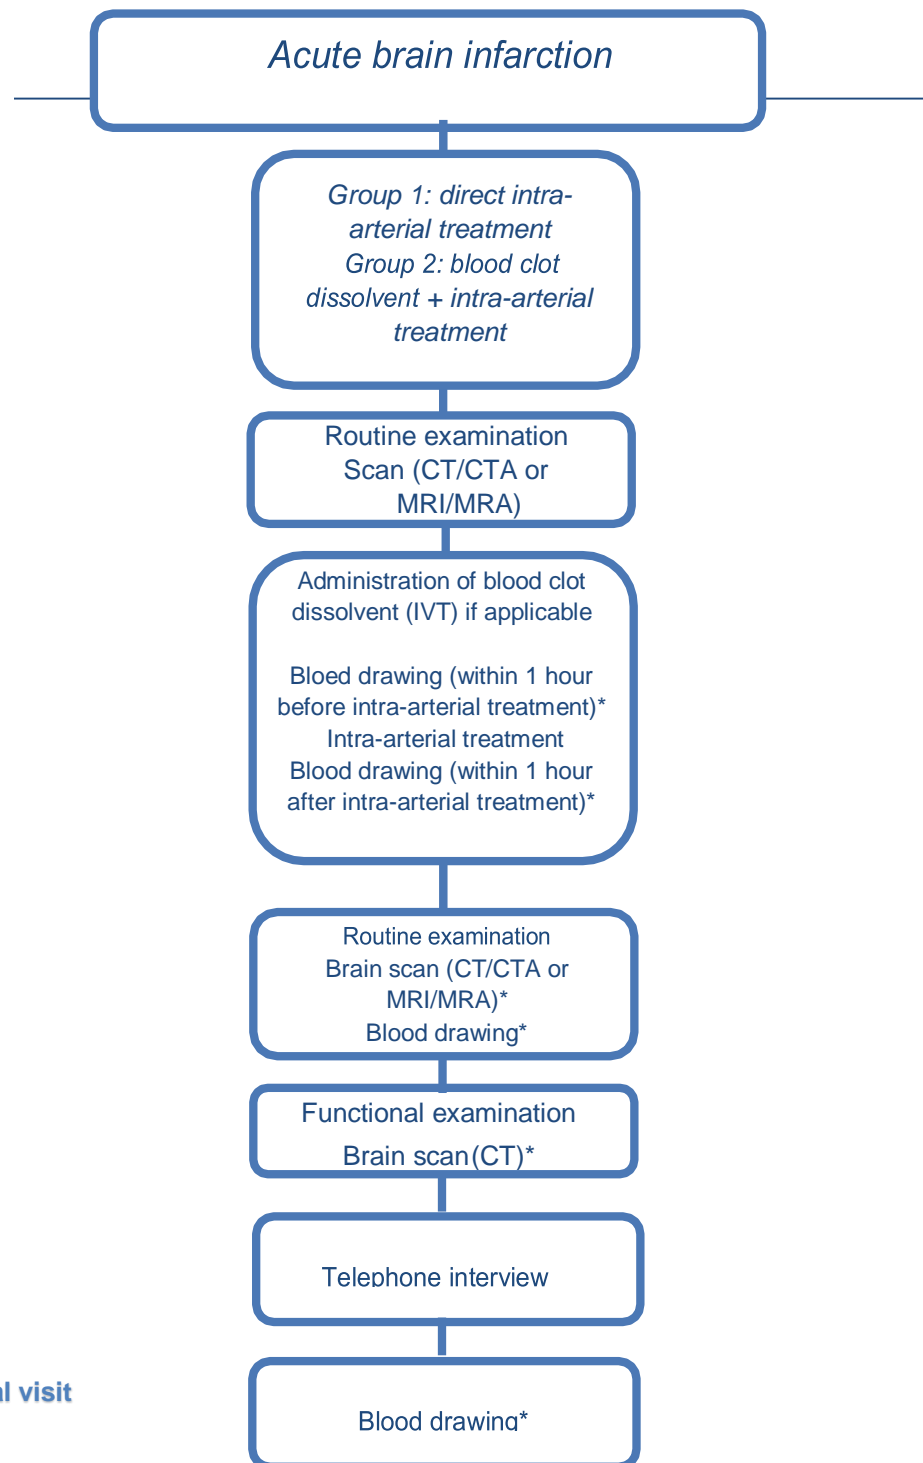 Acute brain infarction
Group 1: direct intra-
arterial treatment
Group 2: blood clot
dissolvent + intra-arterial
treatment
Routine examination
Scan (CT/CTA or
MRI/MRA)
Administration of blood clot
dissolvent (IVT) if applicable
Bloed drawing (within 1 hour
before intra-arterial treatment)*
Intra-arterial treatment
Blood drawing (within 1 hour
after intra-arterial treatment)*
Routine examination
Brain scan (CT/CTA or
MRI/MRA)*
Blood drawing*
Functional examination
Brain scan (CT)*
Telephone interview
visit
Blood drawing*